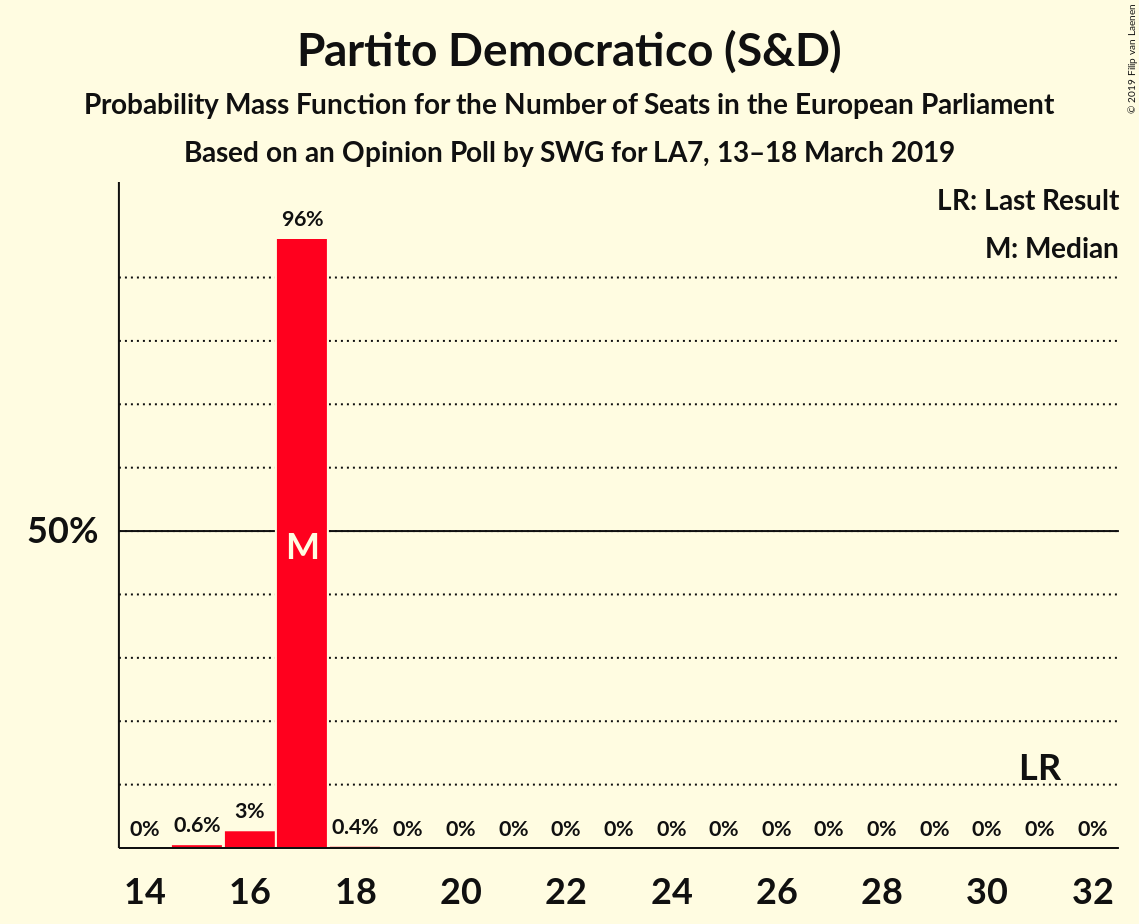 Partito Democratico (S&D)
Probability Mass Function for the Number of Seats in the European Parliament
Based on an Opinion Poll by SWG for LA7, 13–18 March 2019
© 2019 Filip van Laenen
LR: Last Result
M: Median
96%
50%
M
LR
0% 0.6% 3% 0.4% 0% 0% 0% 0% 0% 0% 0% 0% 0% 0% 0% 0% 0% 0%
14 16 18 20 22 24 26 28 30 32